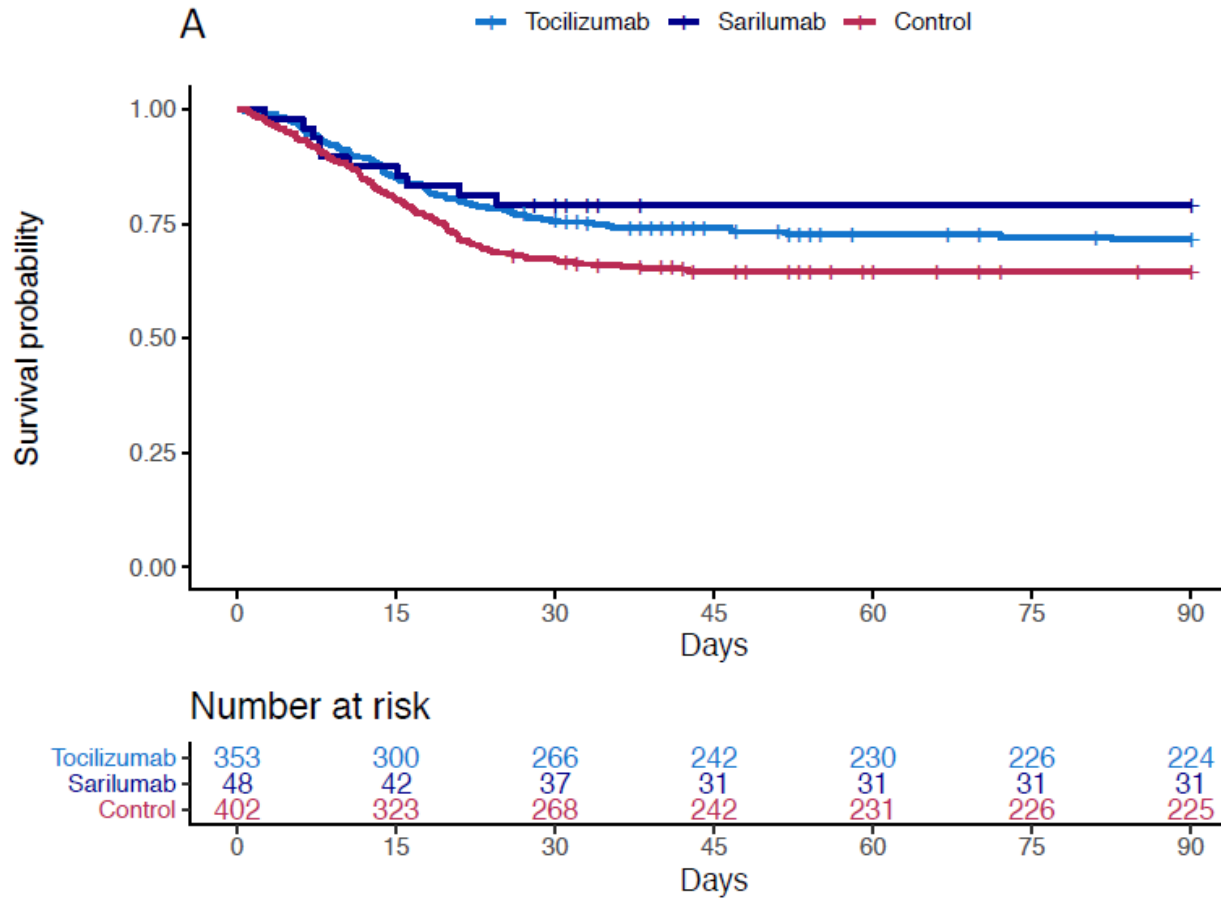 A
Tocilizumab Sarilumab Control
Survival probability
1.00
0.75
0.50
0.25
0.00
0 15 30 45 60 75 90
Days
Number at risk
Tocilizumab 353 300 266 242 230 226 224
Sarilumab 48 42 37 31 31 31 31
Control 402 323 268 242 231 226 225
0 15 30 45 60 75 90
Days